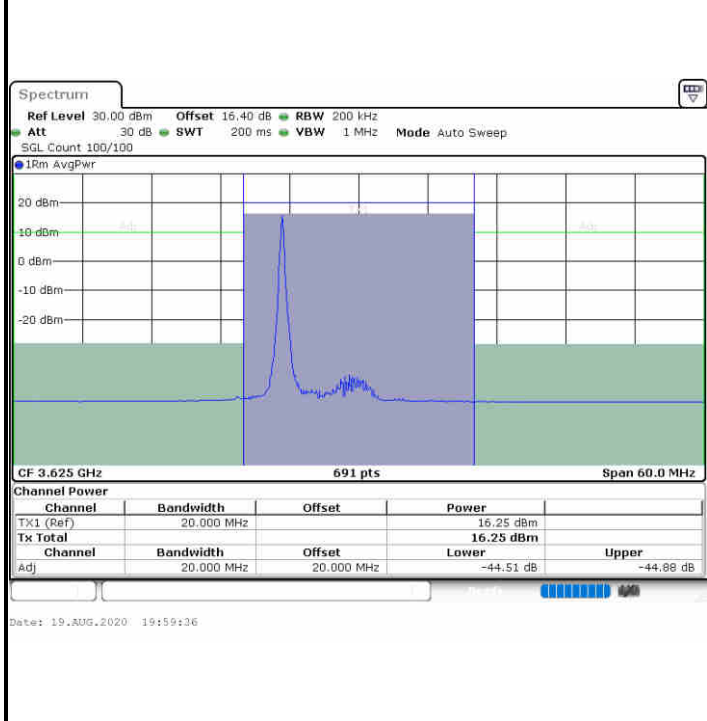 Spectrum
Ref Level 30.00 dBm Offset 16.40 dB RBW 200 kHz
Att 30 dB SWT 200 ms VBW 1 MHz Mode Auto Sweep
SGL Count 100/100
1Rm AvgPwr
TX1
20 dBm
Adj Adj
10 dBm
0 dBm
-10 dBm
-20 dBm
CF 3.625 GHz 691 pts Span 60.0 MHz
Channel Power
Channel Bandwidth Offset Power
TX1 (Ref) 20.000 MHz 16.25 dBm
Tx Total 16.25 dBm
Channel Bandwidth Offset Lower Upper
Adj 20.000 MHz 20.000 MHz -44.51 dB -44.88 dB
Date: 19.AUG.2020 19:59:36